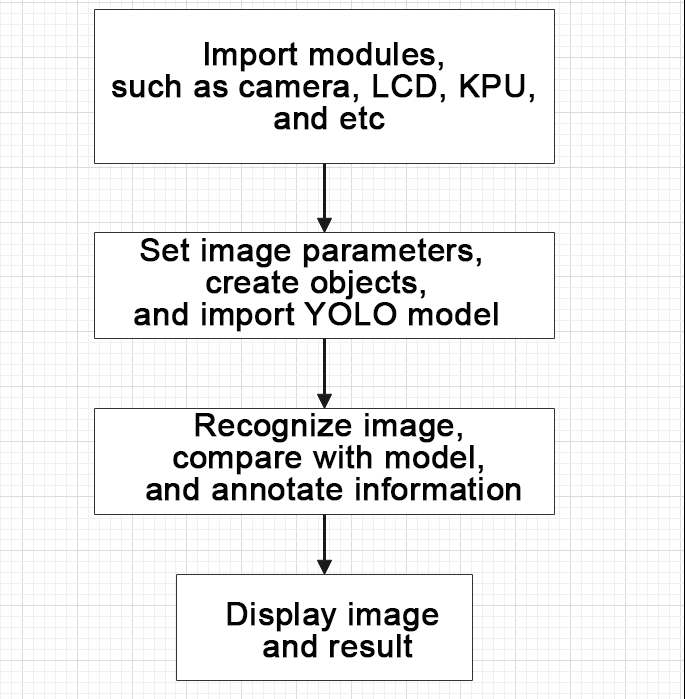 Import modules,
such as camera, LCD, KPU,
and etc
Set image parameters,
create objects,
and import YOLO model
Recognize image,
compare with model,
and annotate information
Display image
and result